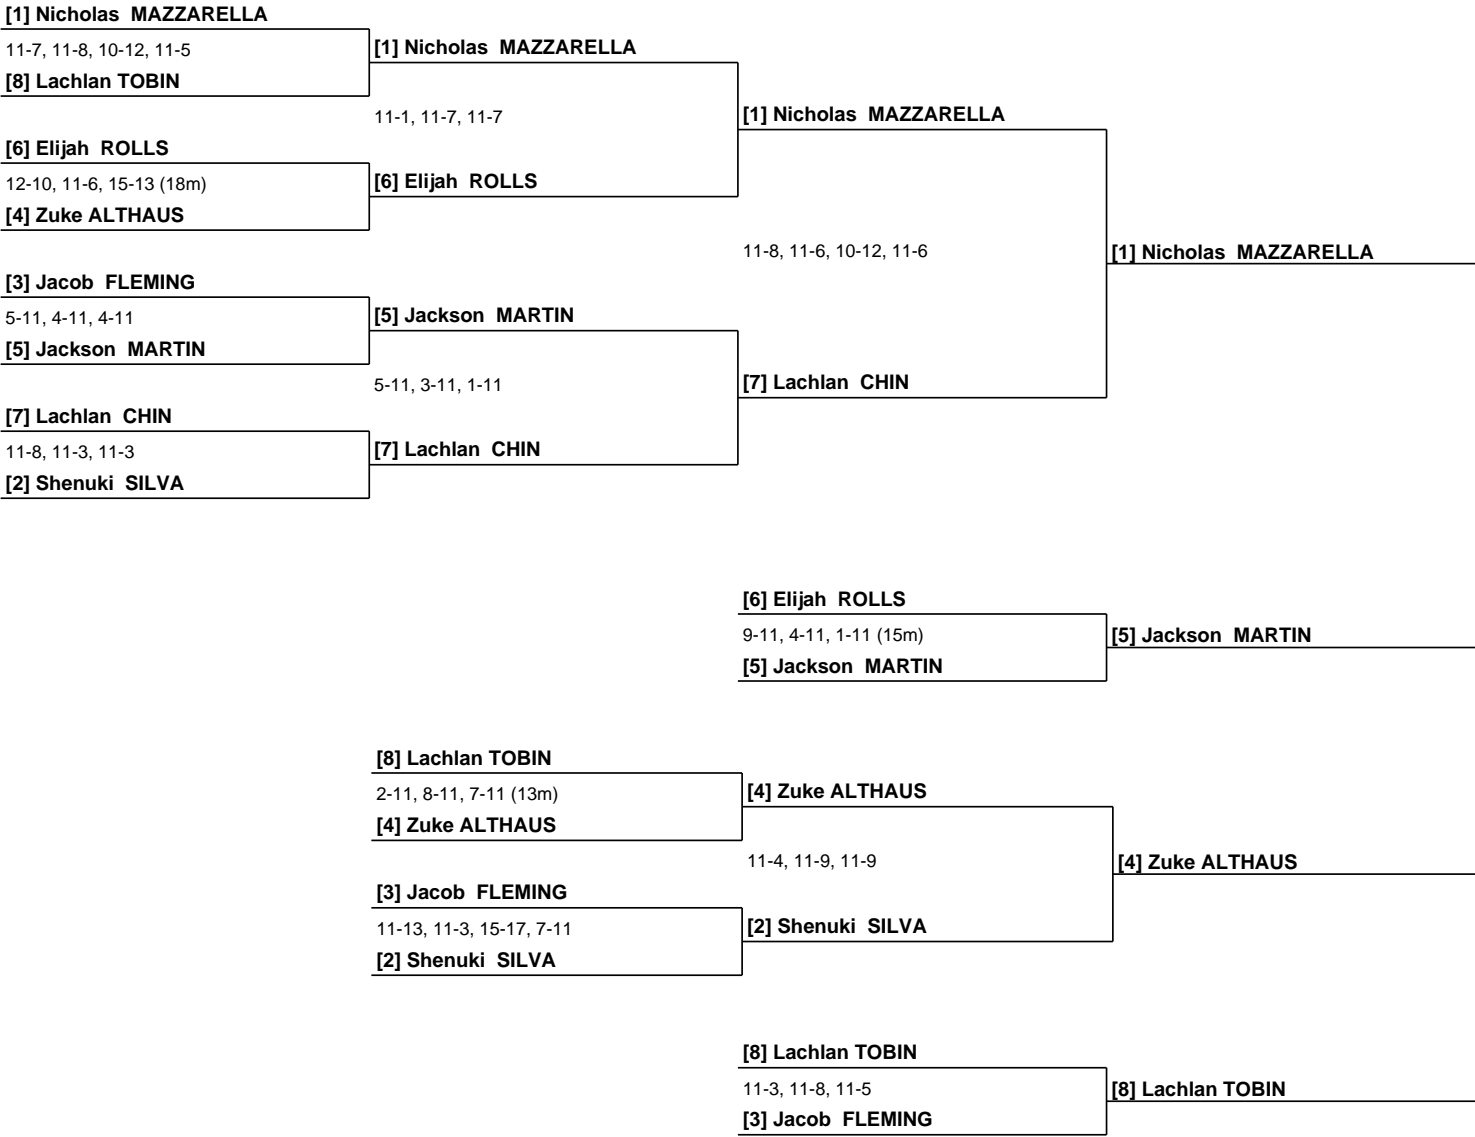 [1] Nicholas MAZZARELLA
11-7, 11-8, 10-12, 11-5
[8] Lachlan TOBIN
[1] Nicholas MAZZARELLA
11-1, 11-7, 11-7
[1] Nicholas MAZZARELLA
[6] Elijah ROLLS
12-10, 11-6, 15-13 (18m)
[4] Zuke ALTHAUS
[6] Elijah ROLLS
11-8, 11-6, 10-12, 11-6
[1] Nicholas MAZZARELLA
[3] Jacob FLEMING
5-11, 4-11, 4-11
[5] Jackson MARTIN
[5] Jackson MARTIN
5-11, 3-11, 1-11
[7] Lachlan CHIN
[7] Lachlan CHIN
11-8, 11-3, 11-3
[2] Shenuki SILVA
[7] Lachlan CHIN
[6] Elijah ROLLS
9-11, 4-11, 1-11 (15m)
[5] Jackson MARTIN
[5] Jackson MARTIN
[8] Lachlan TOBIN
2-11, 8-11, 7-11 (13m)
[4] Zuke ALTHAUS
[4] Zuke ALTHAUS
11-4, 11-9, 11-9
[4] Zuke ALTHAUS
[3] Jacob FLEMING
11-13, 11-3, 15-17, 7-11
[2] Shenuki SILVA
[2] Shenuki SILVA
[8] Lachlan TOBIN
11-3, 11-8, 11-5
[3] Jacob FLEMING
[8] Lachlan TOBIN